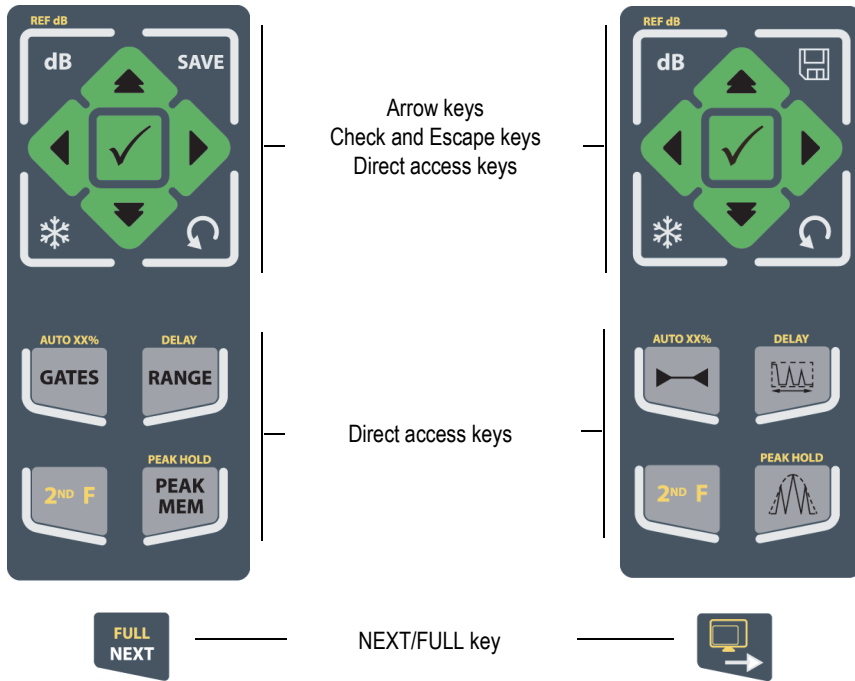 REF dB
dB SAVE
Arrow keys
Check and Escape keys
Direct access keys
REF dB
dB
AUTO XX% DELAY
GATES RANGE
2ND F
PEAK HOLD
PEAK
MEM
Direct access keys
AUTO XX% DELAY
2ND F
PEAK HOLD
FULL
NEXT
NEXT/FULL key